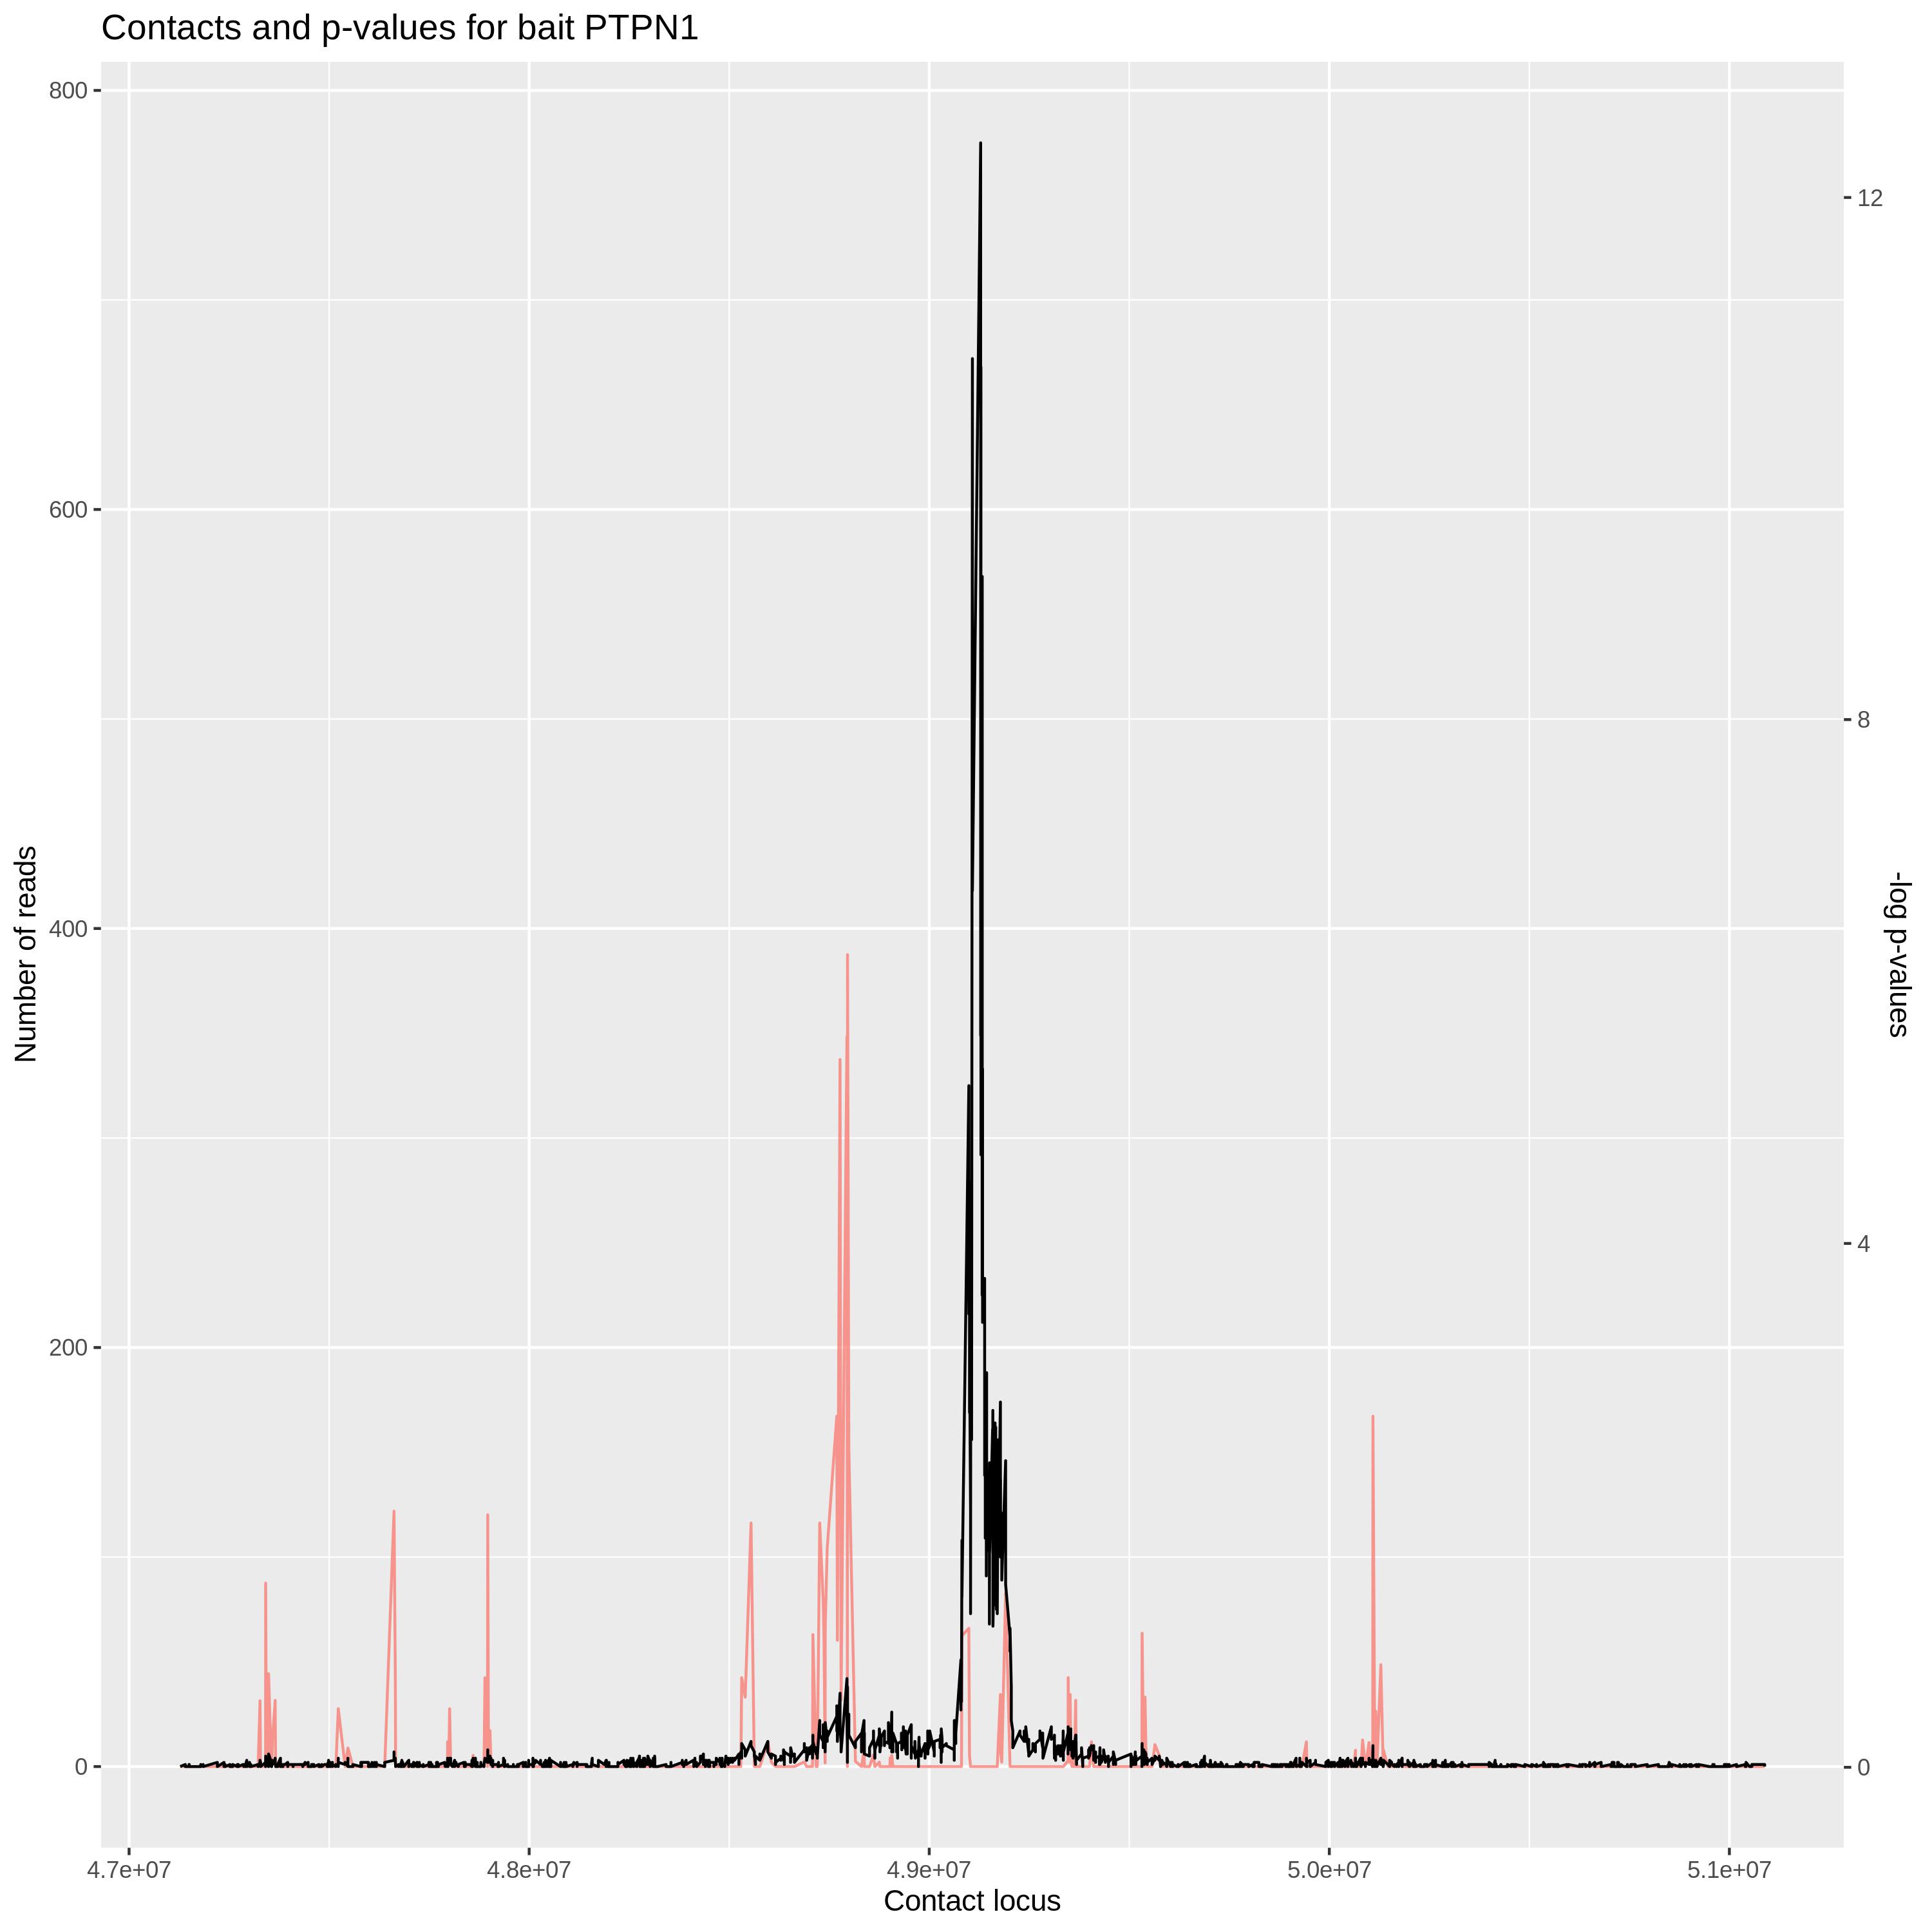 Contacts and p-values for bait PTPN1
800
600
400
200
0
Number of reads
12
8
4
0
-log p-values
4.7e+07
4.8e+07
4.9e+07
5.0e+07
5.1e+07
Contact locus